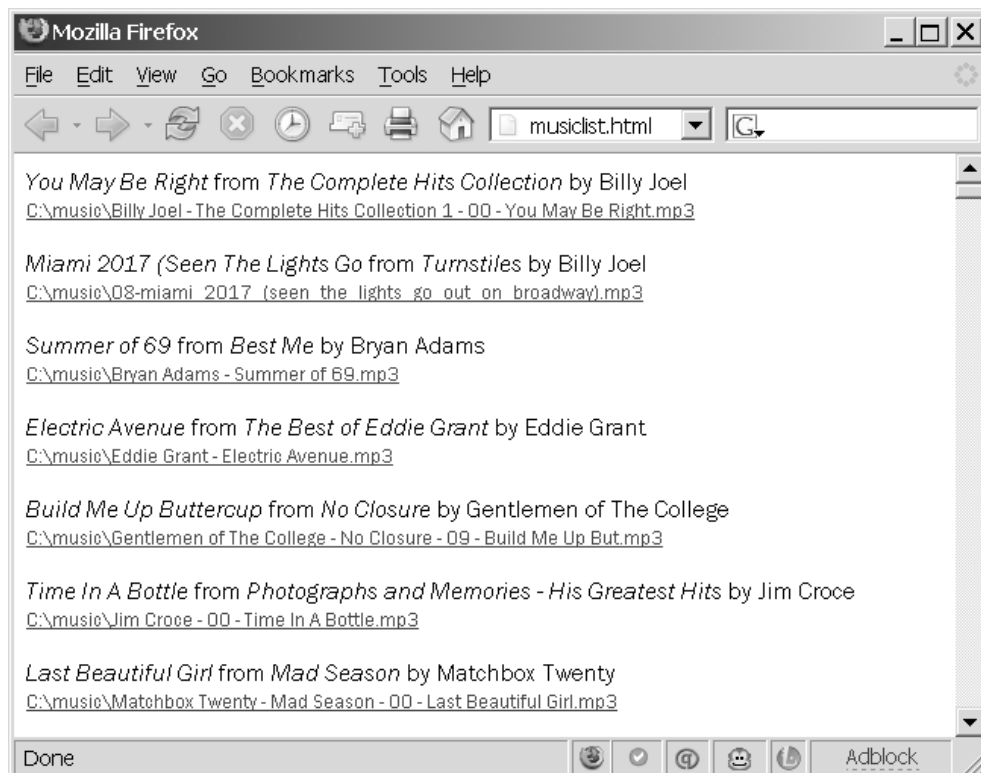 Mozilla Firefox
File Edit View Go Bookmarks Tools Help
musiclist.html G
You May Be Right from The Complete Hits Collection by Billy Joel
C:\music\Billy Joel - The Complete Hits Collection 1 - 00 - You May Be Right.mp3
Miami 2017 (Seen The Lights Go from Turnstiles by Billy Joel
C:\music\08-miami_2017_(seen_the_lights_go_out_on_broadway).mp3
Summer of 69 from Best Me by Bryan Adams
C:\music\Bryan Adams - Summer of 69.mp3
Electric Avenue from The Best of Eddie Grant by Eddie Grant
C:\music\Eddie Grant - Electric Avenue.mp3
Build Me Up Buttercup from No Closure by Gentlemen of The College
C:\music\Gentlemen of The College - No Closure - 09 - Build Me Up But.mp3
Time In A Bottle from Photographs and Memories - His Greatest Hits by Jim Croce
C:\music\Jim Croce - 00 - Time In A Bottle.mp3
Last Beautiful Girl from Mad Season by Matchbox Twenty
C:\music\Matchbox Twenty - Mad Season - 00 - Last Beautiful Girl.mp3
Done Adblock